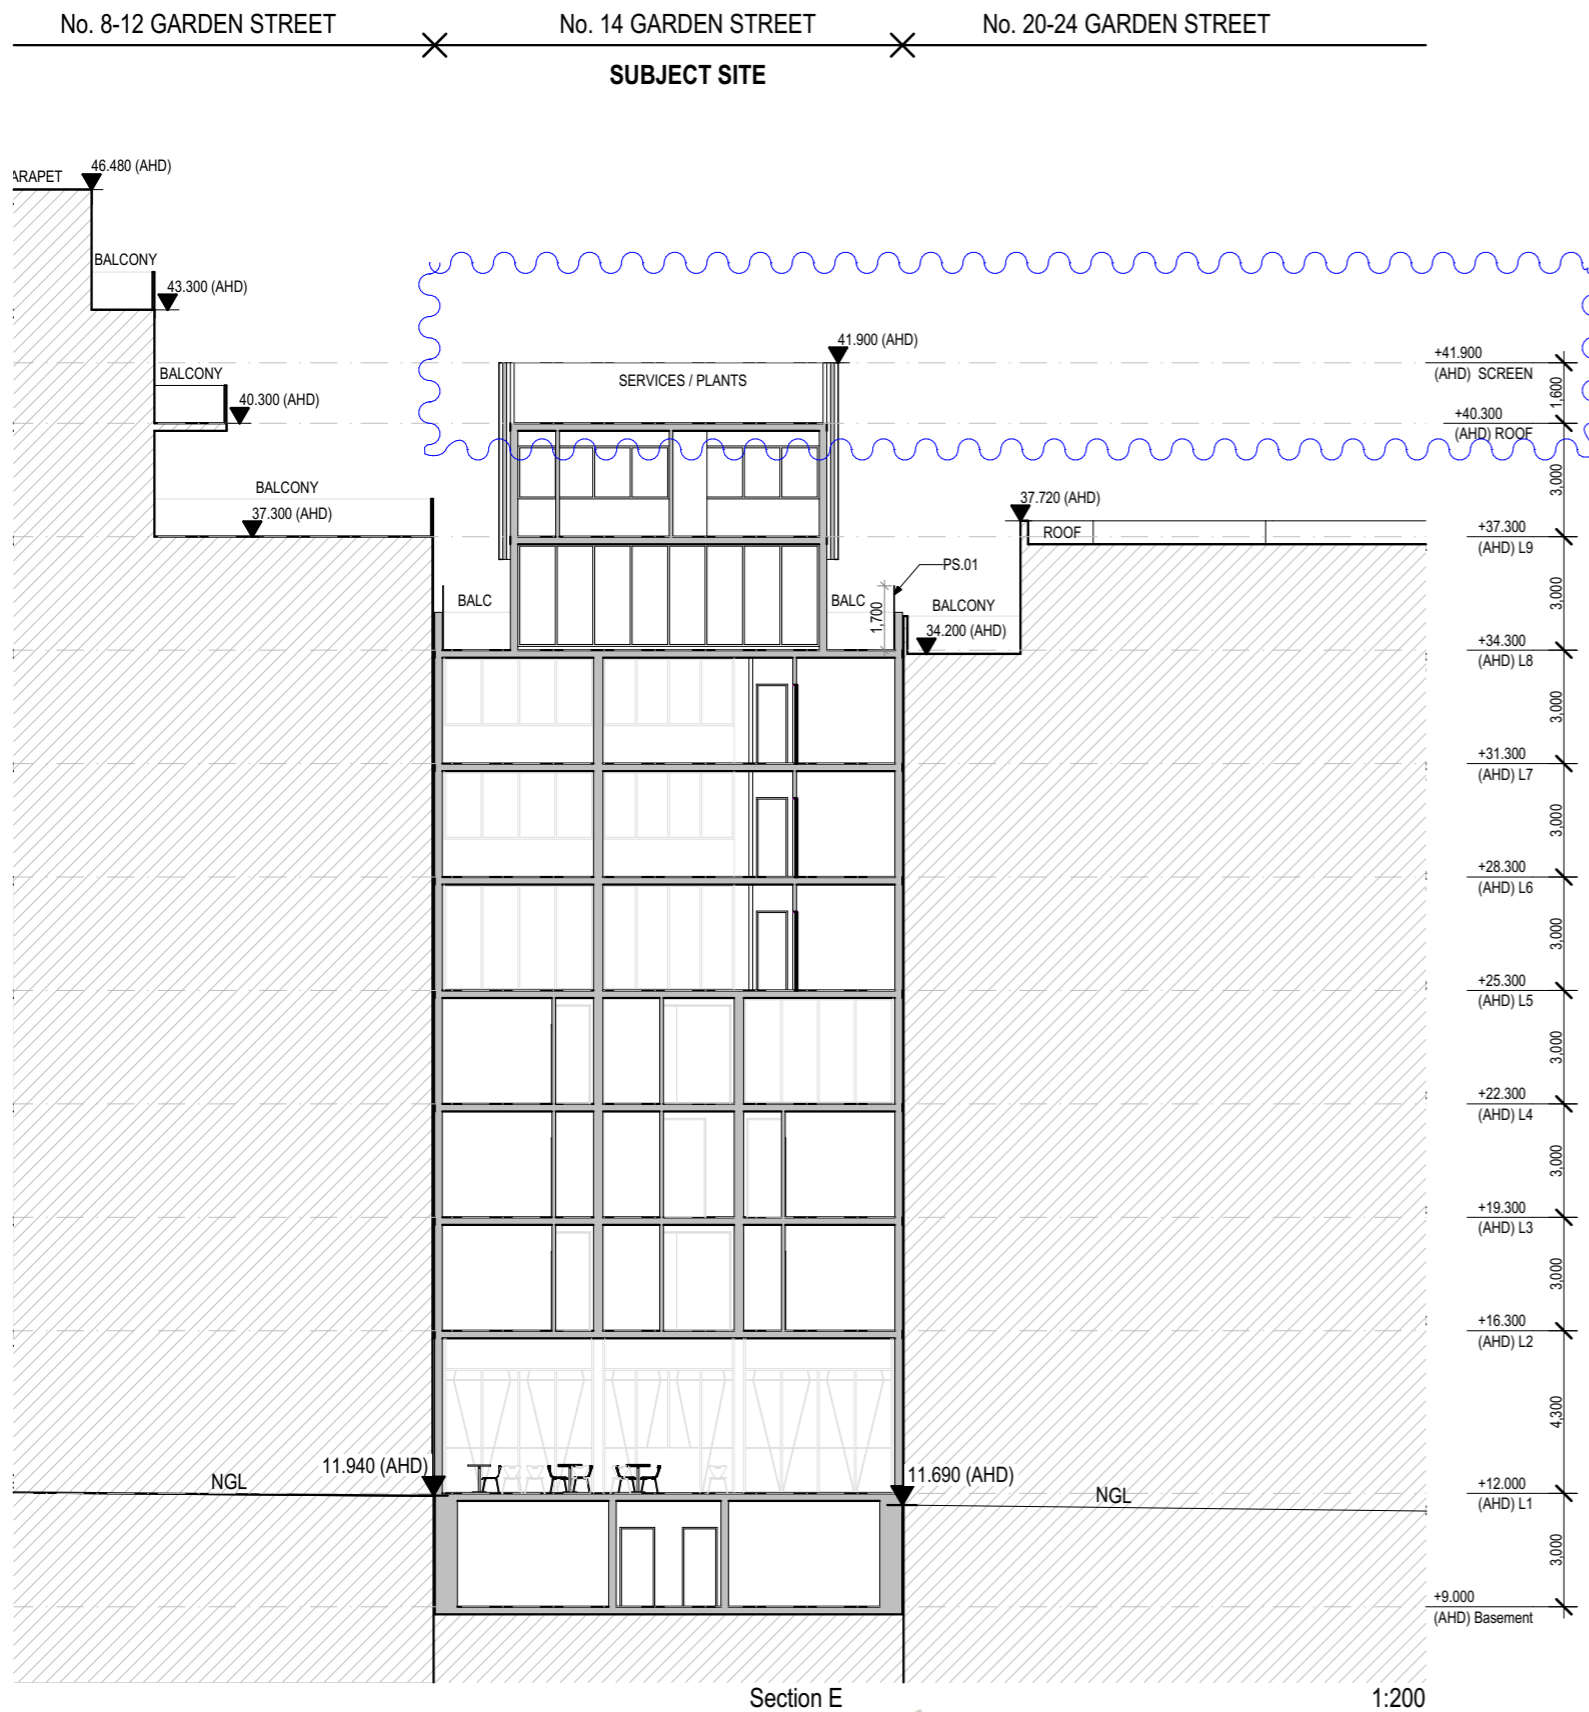 No. 8-12 GARDEN STREET
No. 14 GARDEN STREET
No. 20-24 GARDEN STREET
SUBJECT SITE
46.480 (AHD)
ARAPET
BALCONY
43.300 (AHD)
41.900 (AHD)
+41.900
(AHD) SCREEN
BALCONY
SERVICES / PLANTS
1,600
40.300 (AHD)
+40.300
(AHD) ROOF
3,000
BALCONY
37.720 (AHD)
37.300 (AHD)
ROOF
+37.300
(AHD) L9
PS.01
BALC
BALC
1,700
BALCONY
3,000
34.200 (AHD)
+34.300
(AHD) L8
3,000
+31.300
(AHD) L7
3,000
+28.300
(AHD) L6
3,000
+25.300
(AHD) L5
3,000
+22.300
(AHD) L4
3,000
+19.300
(AHD) L3
3,000
+16.300
(AHD) L2
4,300
11.940 (AHD)
11.690 (AHD)
NGL
NGL
+12.000
(AHD) L1
3,000
+9.000
(AHD) Basement
Section E
1:200